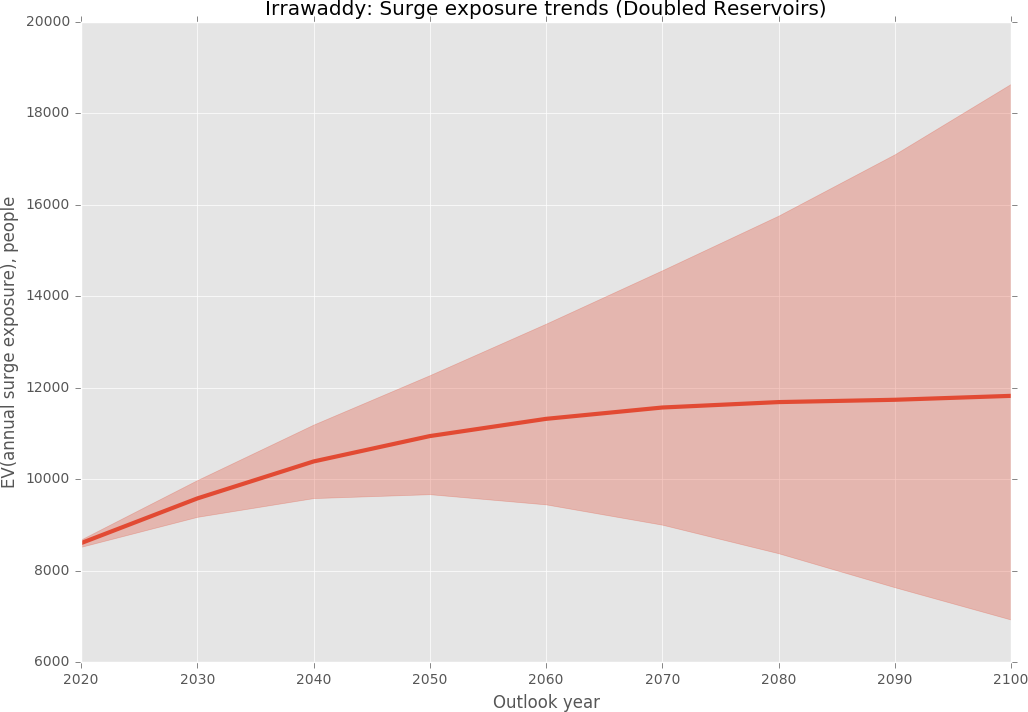 Irrawaddy: Surge exposure trends (Doubled Reservoirs)
EV(annual surge exposure), people
20000
18000
16000
14000
12000
10000
8000
6000
2020 2030 2040 2050 2060 2070 2080 2090 2100
Outlook year